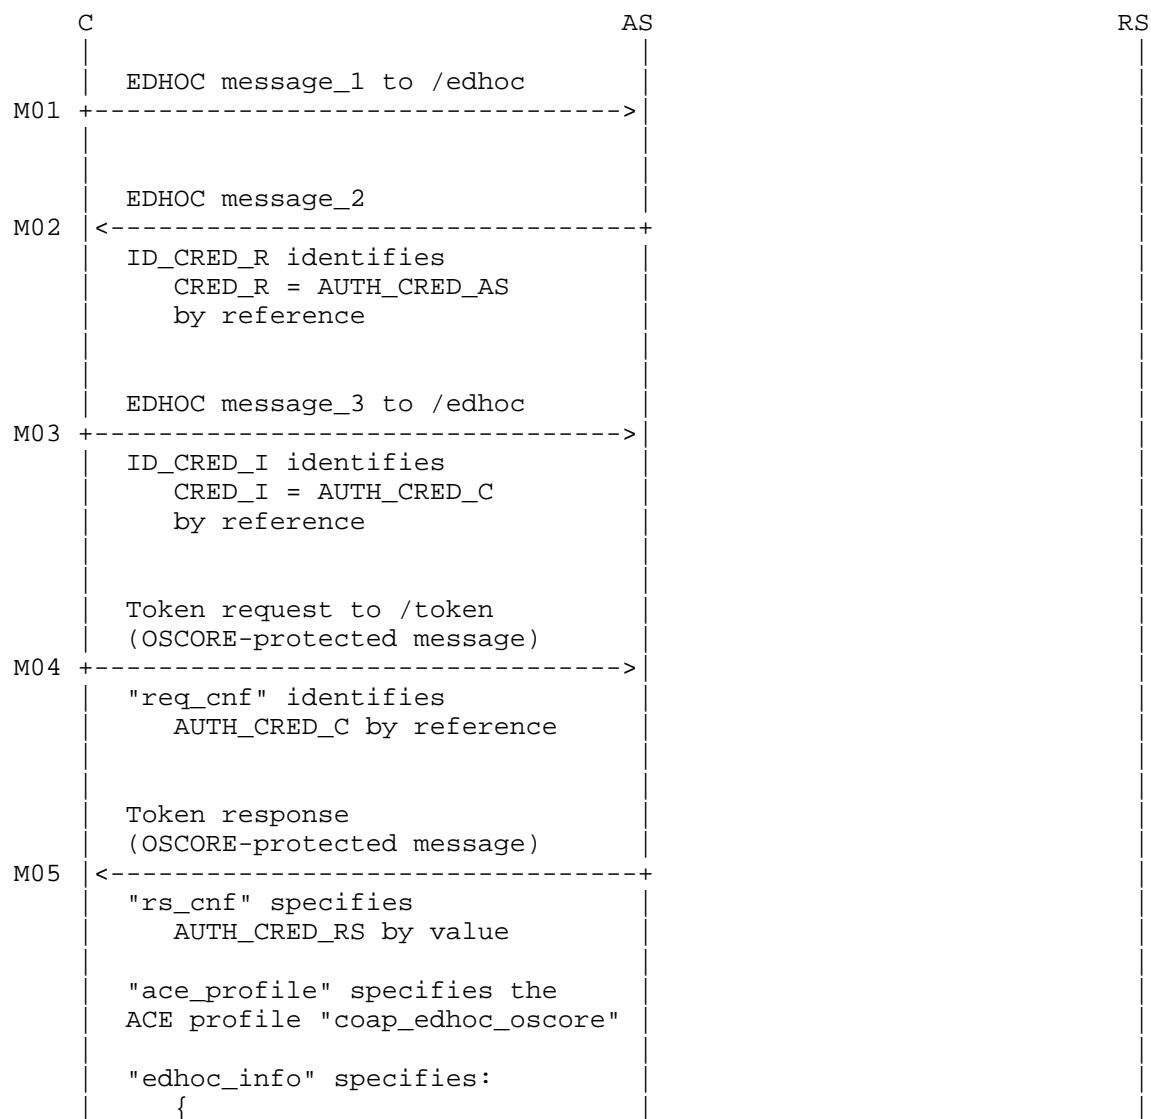 C AS RS
| | |
| EDHOC message_1 to /edhoc | |
M01 +---------------------------------->| |
| | |
| | |
| EDHOC message_2 | |
M02 |<----------------------------------+ |
| ID_CRED_R identifies | |
| CRED_R = AUTH_CRED_AS | |
| by reference | |
| | |
| | |
| EDHOC message_3 to /edhoc | |
M03 +---------------------------------->| |
| ID_CRED_I identifies | |
| CRED_I = AUTH_CRED_C | |
| by reference | |
| | |
| | |
| Token request to /token | |
| (OSCORE-protected message) | |
M04 +---------------------------------->| |
| "req_cnf" identifies | |
| AUTH_CRED_C by reference | |
| | |
| | |
| Token response | |
| (OSCORE-protected message) | |
M05 |<----------------------------------+ |
| "rs_cnf" specifies | |
| AUTH_CRED_RS by value | |
| | |
| "ace_profile" specifies the | |
| ACE profile "coap_edhoc_oscore" | |
| | |
| "edhoc_info" specifies: | |
| { | |